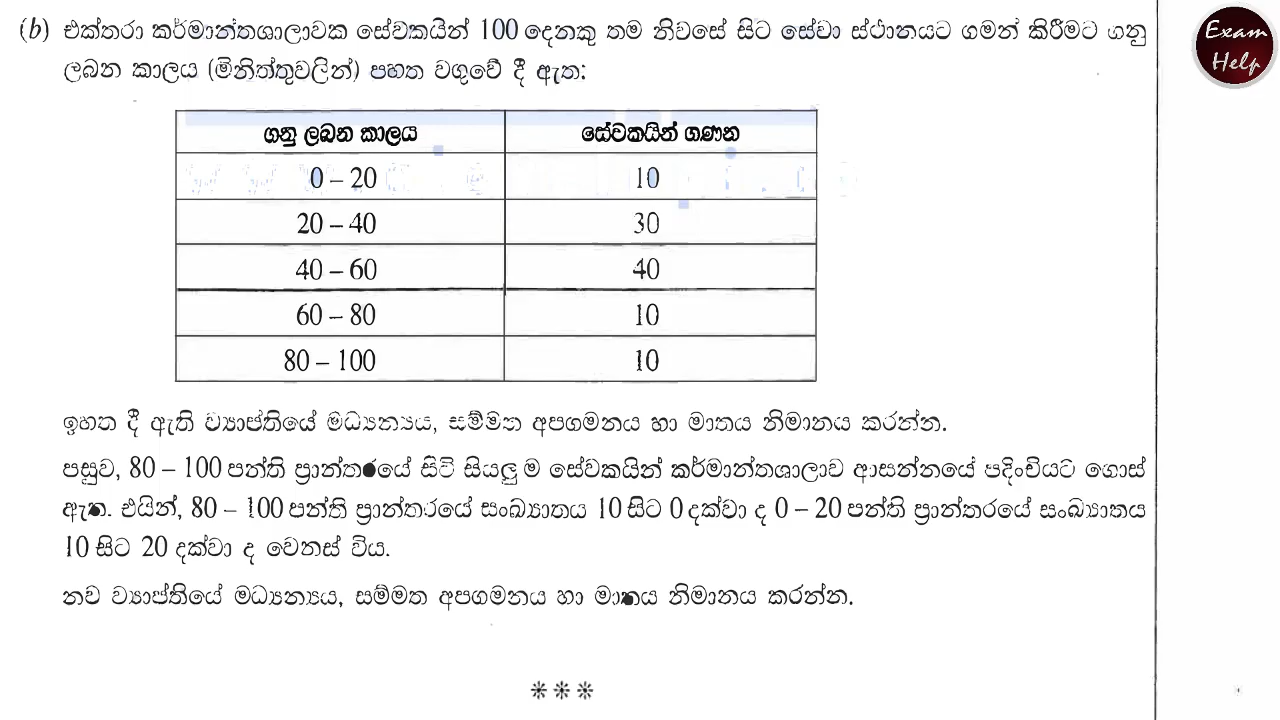 (b) එක්තරා කර්මාන්තශාලාවක සේවකයින් 100 දෙනකු තම නිවසේ සිට සේවා ස්ථානයට ගමන් කිරීමට ගනු
ලබන කාලය (මිනිත්තුවලින්) පහත වගුවේ දී ඇත:
Exam
Help
ගනු ලබන කාලය සේවකයින් ගණන
0 – 20 10
20 – 40 30
40 – 60 40
60 – 80 10
80 – 100 10
ඉහත දී ඇති ව්‍යාප්තියේ මධ්‍යන්‍යය, සම්මත අපගමනය හා මාතය නිමානය කරන්න.
පසුව, 80 – 100 පන්ති ප්‍රාන්තරයේ සිටි සියලු ම සේවකයින් කර්මාන්තශාලාව ආසන්නයේ පදිංචියට ගොස්
ඇත. එයින්, 80 – 100 පන්ති ප්‍රාන්තරයේ සංඛ්‍යාතය 10 සිට 0 දක්වා ද 0 – 20 පන්ති ප්‍රාන්තරයේ සංඛ්‍යාතය
10 සිට 20 දක්වා ද වෙනස් විය.
නව ව්‍යාප්තියේ මධ්‍යන්‍යය, සම්මත අපගමනය හා මාතය නිමානය කරන්න.
***